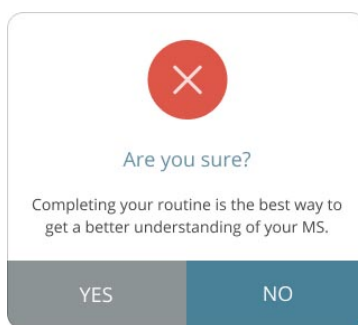 Are you sure?
Completing your routine is the best way to
get a better understanding of your MS.
YES NO